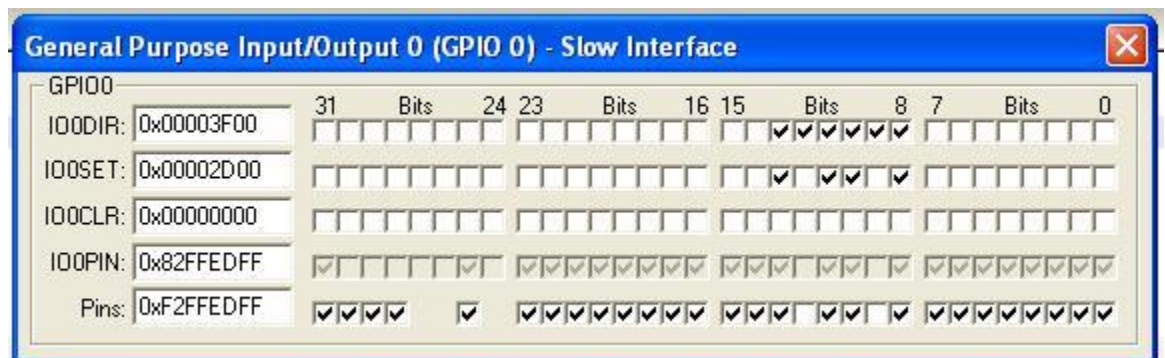 General Purpose Input/Output 0 (GPIO 0) - Slow Interface
GPIO0
31 Bits 24 23 Bits 16 15 Bits 8 7 Bits 0
IO0DIR: 0x00003F00
IO0SET: 0x00002D00
IO0CLR: 0x00000000
IO0PIN: 0x82FFEDFF
Pins: 0xF2FFEDFF